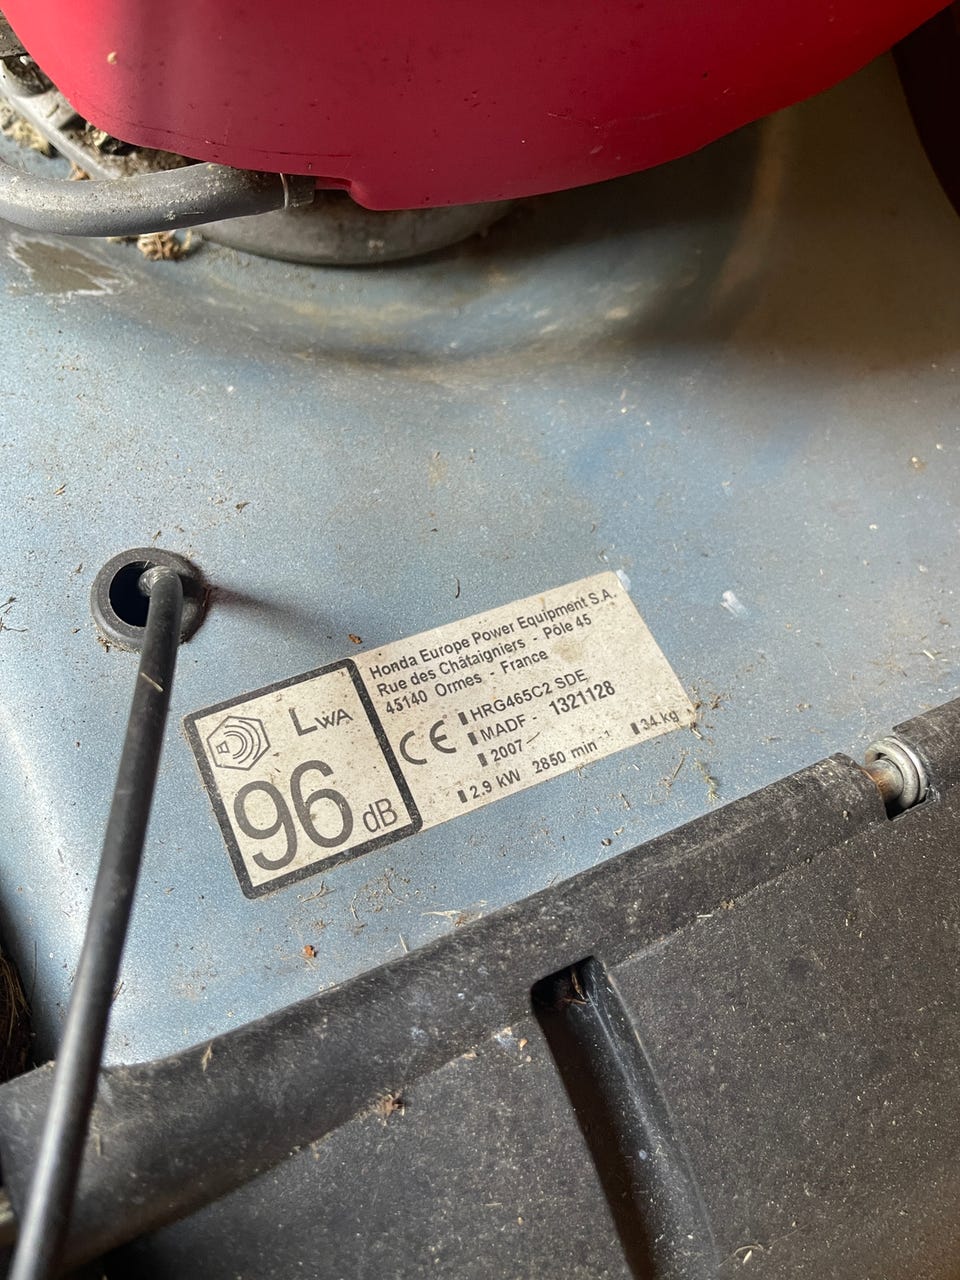 LWA
96 dB
Honda Europe Power Equipment S.A.
Rue des Châtaigniers - Pôle 45
45140 Ormes - France
CE
HRG465C2 SDE
MADF - 1321128
2007
2.9 kW 2850 min⁻¹ 34 kg